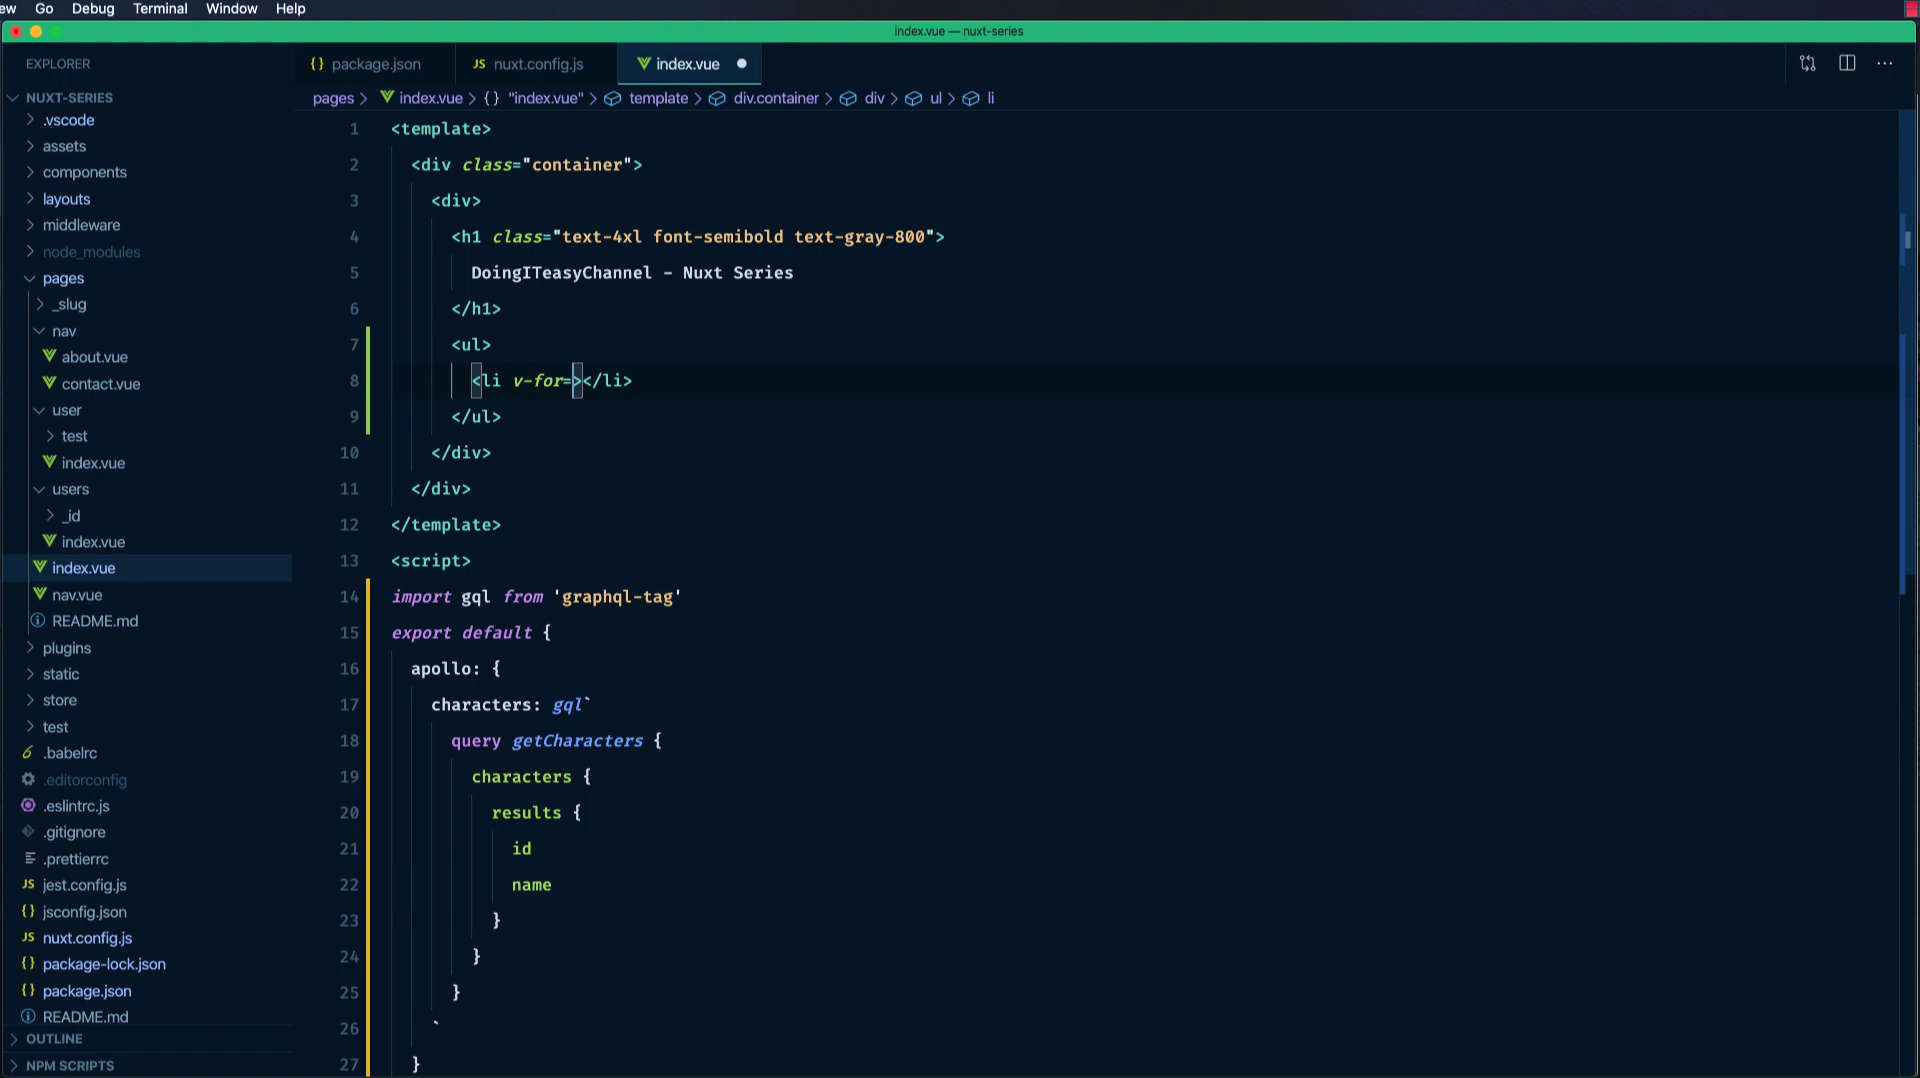 ew Go Debug Terminal Window Help
index.vue — nuxt-series
EXPLORER
NUXT-SERIES
.vscode
assets
components
layouts
middleware
node_modules
pages
_slug
nav
about.vue
contact.vue
user
test
index.vue
users
_id
index.vue
index.vue
nav.vue
README.md
plugins
static
store
test
.babelrc
.editorconfig
.eslintrc.js
.gitignore
.prettierrc
JS jest.config.js
{} jsconfig.json
JS nuxt.config.js
{} package-lock.json
{} package.json
README.md
OUTLINE
NPM SCRIPTS
{} package.json JS nuxt.config.js index.vue
pages > index.vue > {} "index.vue" > template > div.container > div > ul > li
1 <template>
2 <div class="container">
3 <div>
4 <h1 class="text-4xl font-semibold text-gray-800">
5 DoingITeasyChannel - Nuxt Series
6 </h1>
7 <ul>
8 <li v-for=></li>
9 </ul>
10 </div>
11 </div>
12 </template>
13 <script>
14 import gql from 'graphql-tag'
15 export default {
16 apollo: {
17 characters: gql`
18 query getCharacters {
19 characters {
20 results {
21 id
22 name
23 }
24 }
25 }
26 `
27 }